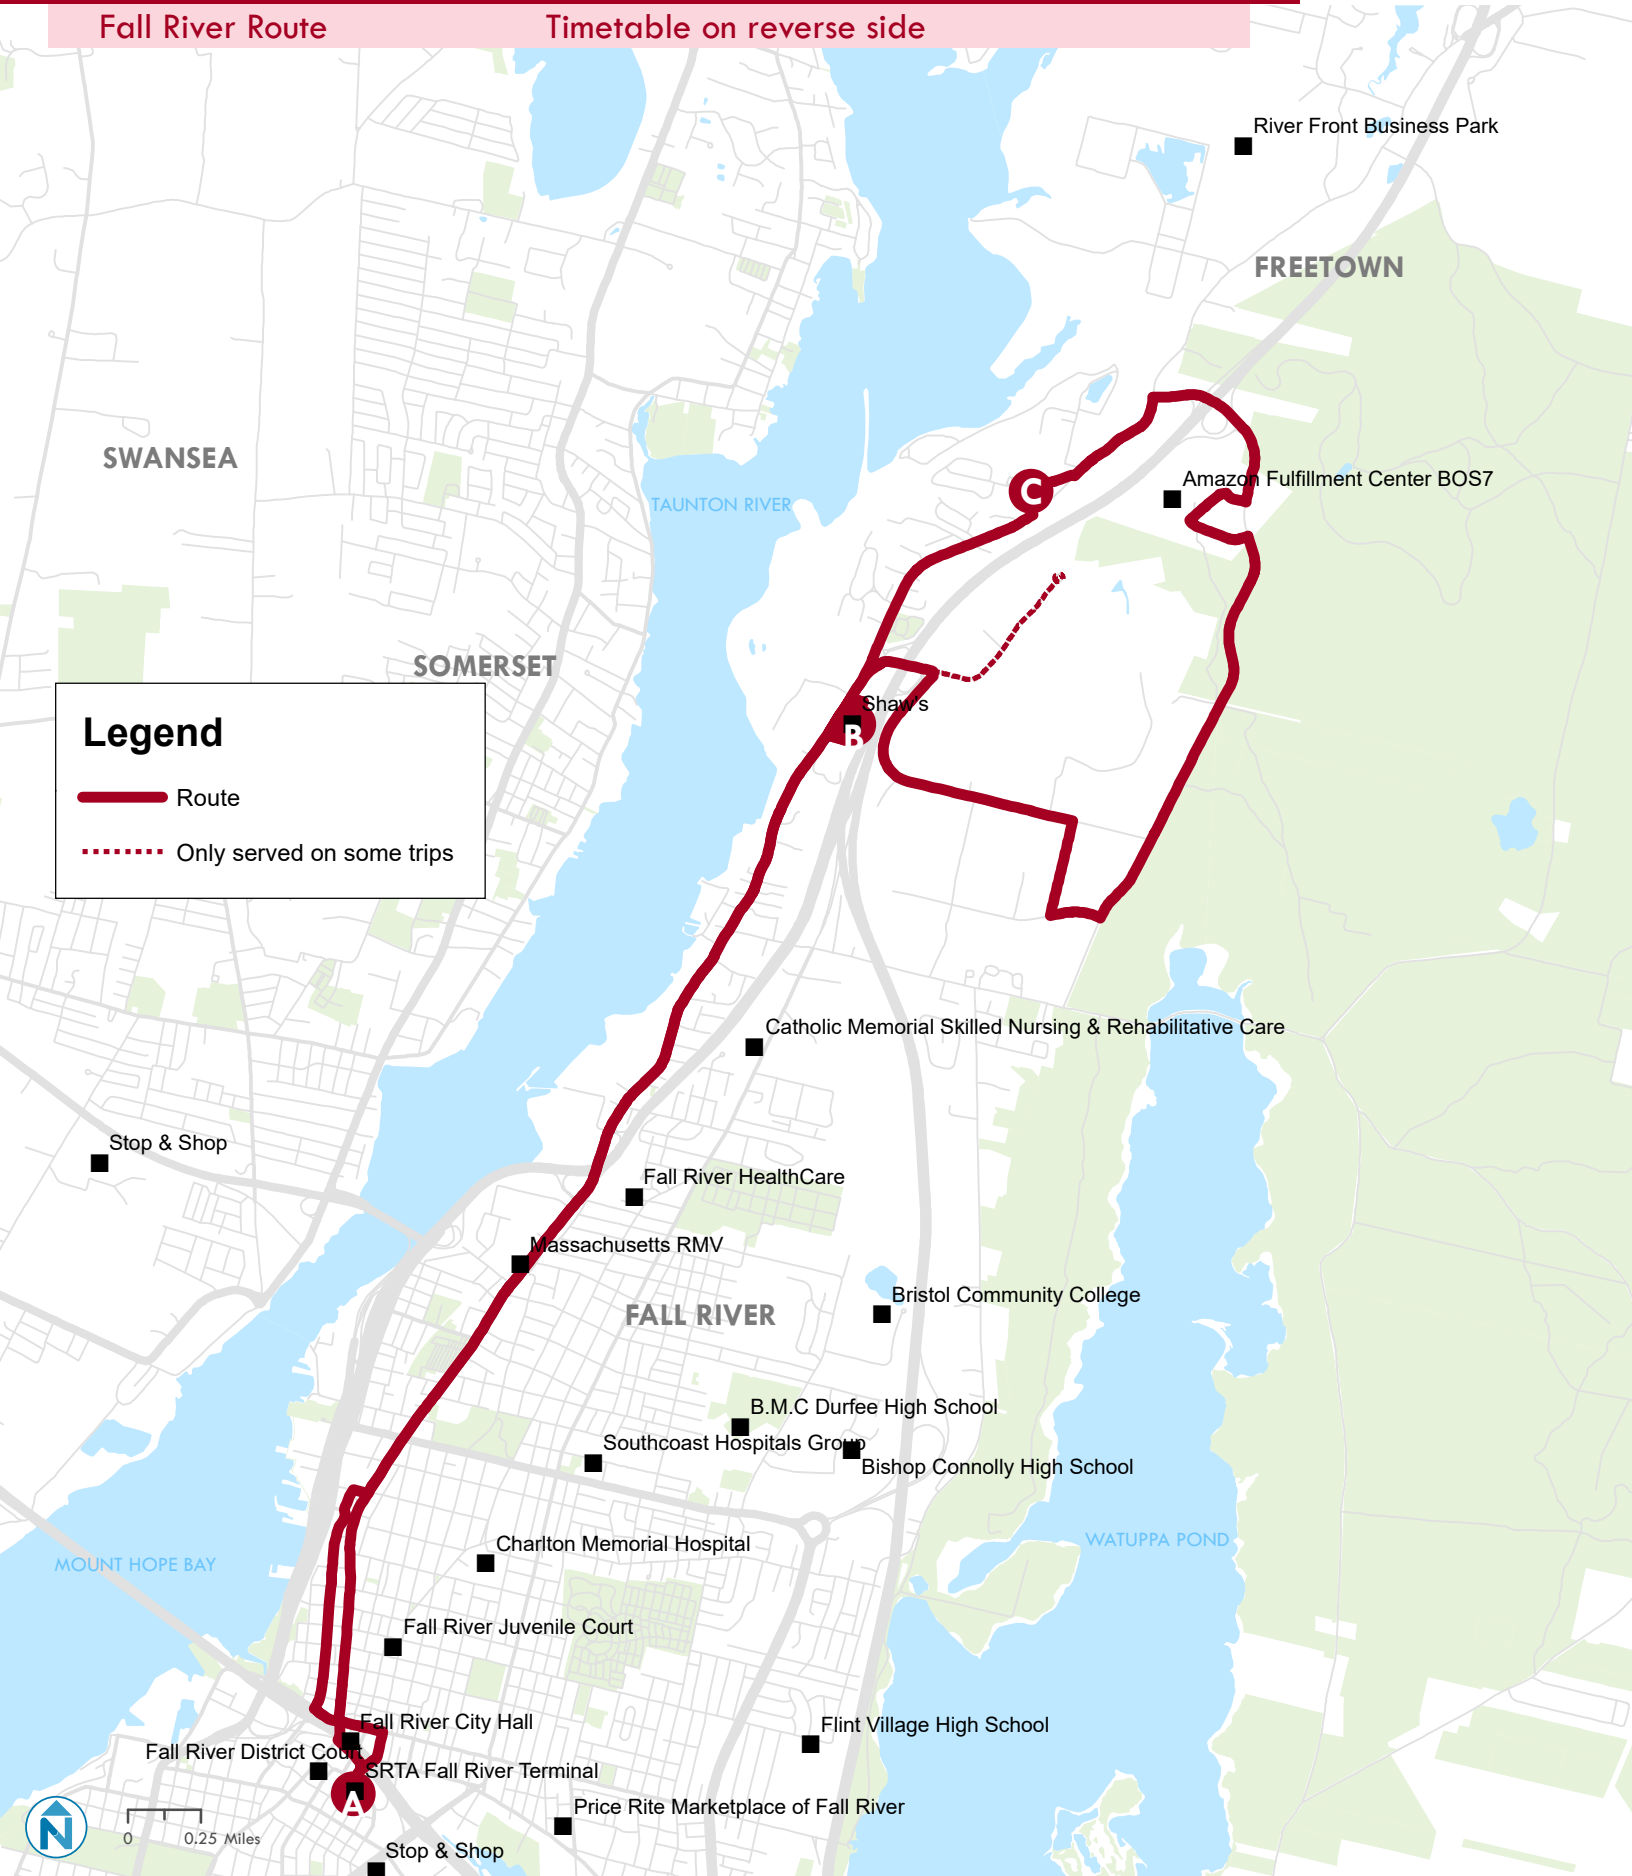 Fall River Route
Timetable on reverse side
River Front Business Park
FREETOWN
SWANSEA
Amazon Fulfillment Center BOS7
C
TAUNTON RIVER
SOMERSET
Shaw's
B
Legend
Route
Only served on some trips
Catholic Memorial Skilled Nursing & Rehabilitative Care
Stop & Shop
Fall River HealthCare
Massachusetts RMV
Bristol Community College
FALL RIVER
B.M.C Durfee High School
Southcoast Hospitals Group
Bishop Connolly High School
Charlton Memorial Hospital
WATUPPA POND
MOUNT HOPE BAY
Fall River Juvenile Court
Fall River City Hall
Flint Village High School
Fall River District Court
SRTA Fall River Terminal
A
Price Rite Marketplace of Fall River
N
0 0.25 Miles
Stop & Shop